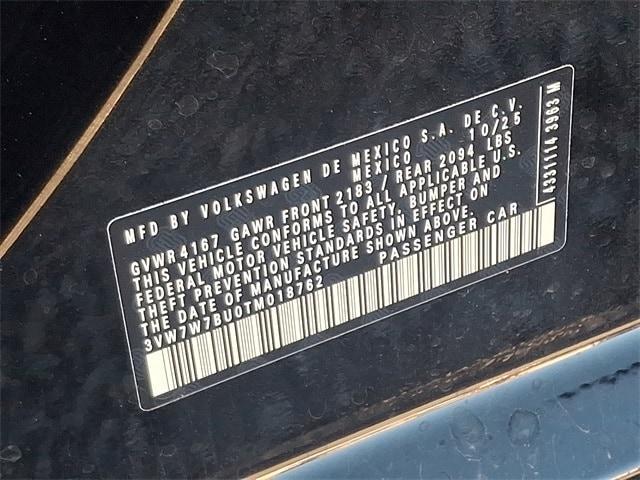 MFD BY VOLKSWAGEN DE MEXICO S.A. DE C.V.
MEXICO 10/25
GVWR 4167 GAWR FRONT 2183 / REAR 2094 LBS
THIS VEHICLE CONFORMS TO ALL APPLICABLE U.S.
FEDERAL MOTOR VEHICLE SAFETY, BUMPER AND
THEFT PREVENTION STANDARDS IN EFFECT ON
THE DATE OF MANUFACTURE SHOWN ABOVE.
3VW7W7BU0TM018762 PASSENGER CAR
4331114 3963 M